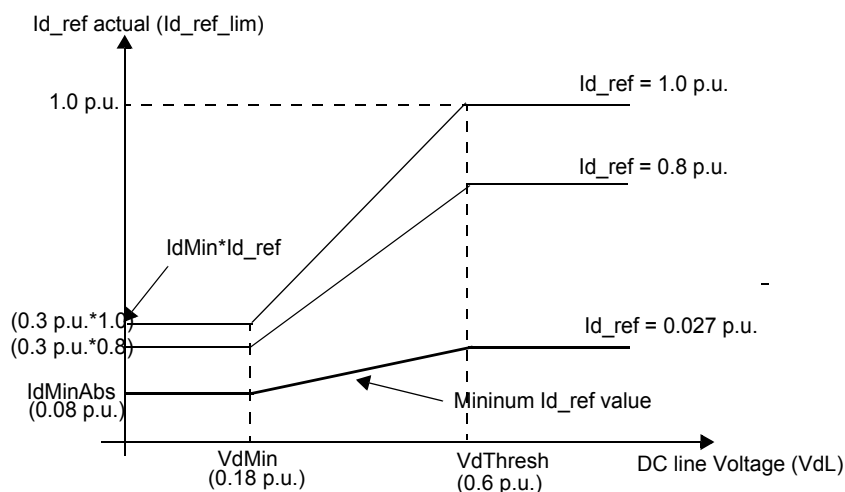 Id_ref actual (Id_ref_lim)
Id_ref = 1.0 p.u.
1.0 p.u.
Id_ref = 0.8 p.u.
IdMin*Id_ref
(0.3 p.u.*1.0)
(0.3 p.u.*0.8)
Id_ref = 0.027 p.u.
IdMinAbs
(0.08 p.u.)
Mininum Id_ref value
VdMin
(0.18 p.u.)
VdThresh
(0.6 p.u.)
DC line Voltage (VdL)